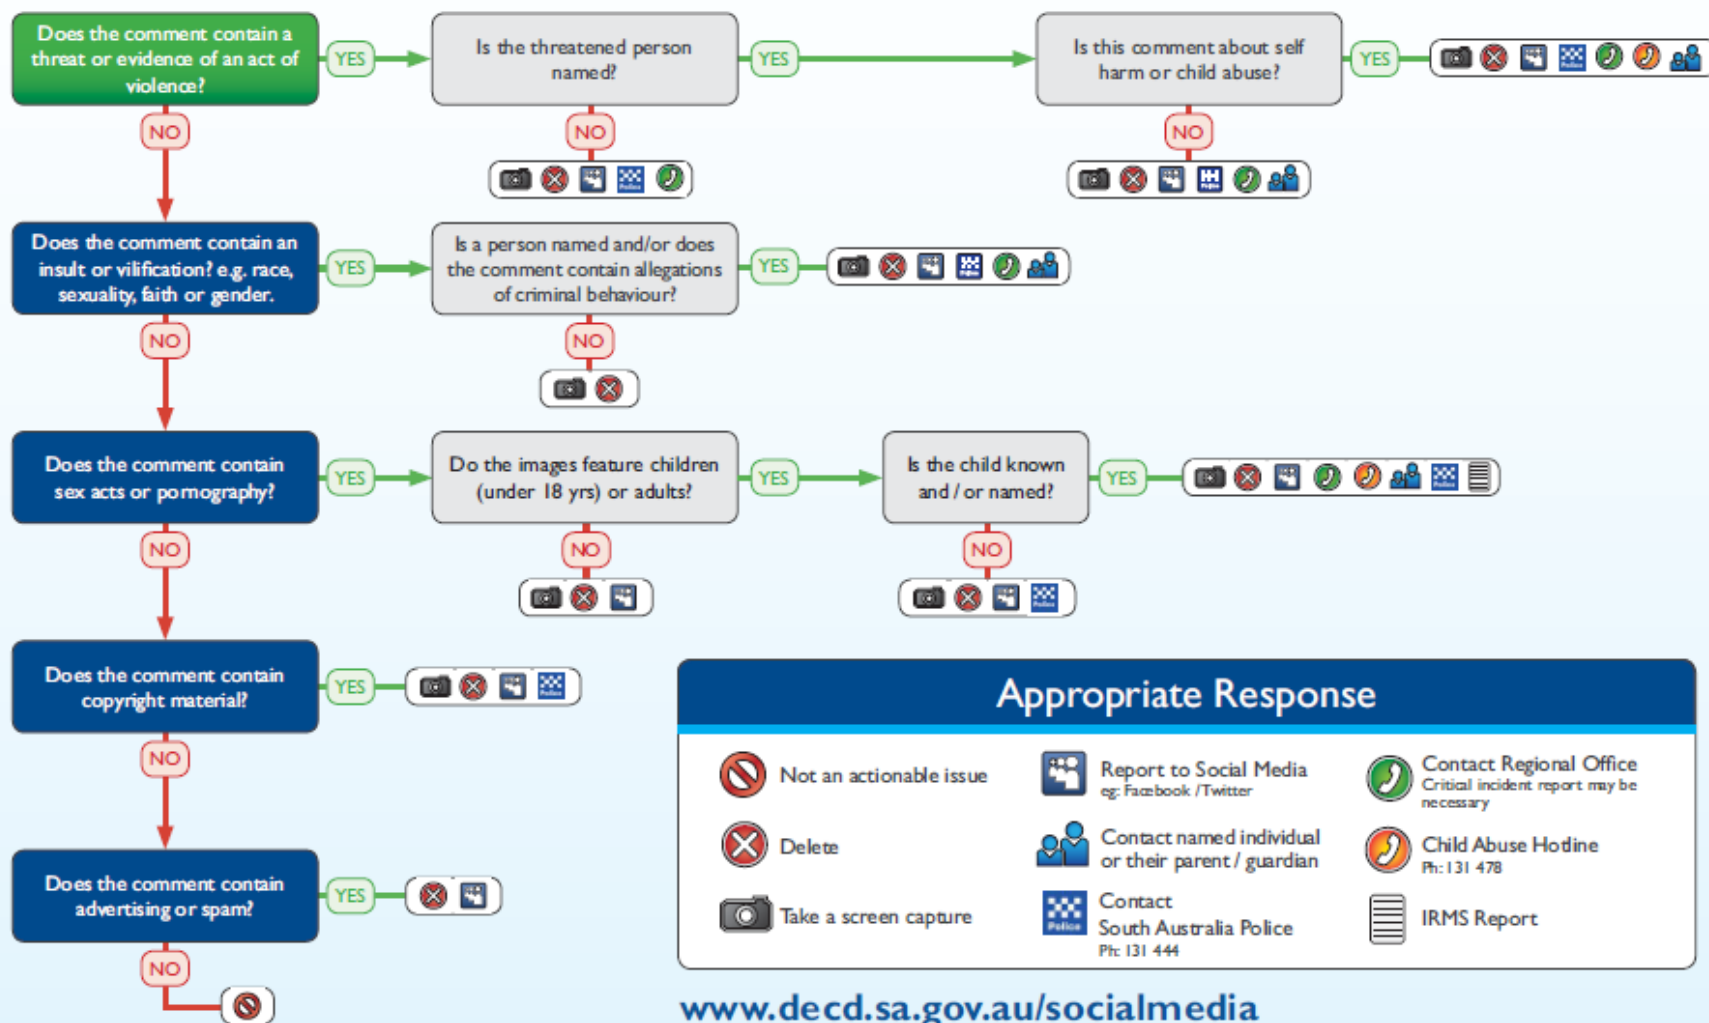 Does the comment contain a
threat or evidence of an act of
violence?
YES
Is the threatened person
named?
YES
Is this comment about self
harm or child abuse?
YES
NO
NO
NO
Police
Police
Does the comment contain an
insult or vilification? e.g. race,
sexuality, faith or gender.
YES
Is a person named and/or does
the comment contain allegations
of criminal behaviour?
YES
NO
NO
Does the comment contain
sex acts or pornography?
YES
Do the images feature children
(under 18 yrs) or adults?
YES
Is the child known
and / or named?
YES
NO
NO
NO
Police
Does the comment contain
copyright material?
YES
NO
Does the comment contain
advertising or spam?
YES
NO
Appropriate Response
Not an actionable issue
Delete
Take a screen capture
Report to Social Media
eg: Facebook / Twitter
Contact named individual
or their parent / guardian
Police
Contact
South Australia Police
Ph: 131 444
Contact Regional Office
Critical incident report may be
necessary
Child Abuse Hotline
Ph: 131 478
IRMS Report
www.decd.sa.gov.au/socialmedia